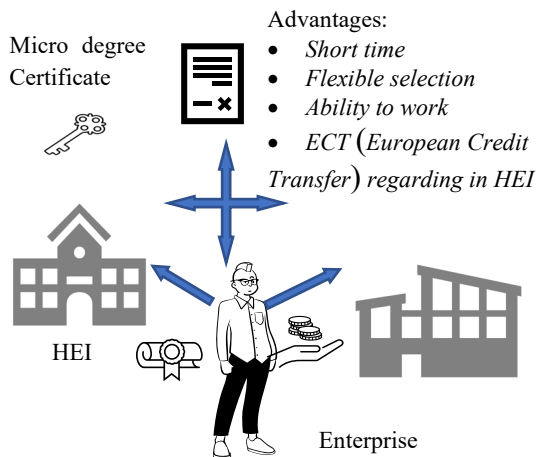 Micro degree
Certificate
Advantages:
• Short time
• Flexible selection
• Ability to work
• ECT (European Credit
Transfer) regarding in HEI
HEI
Enterprise